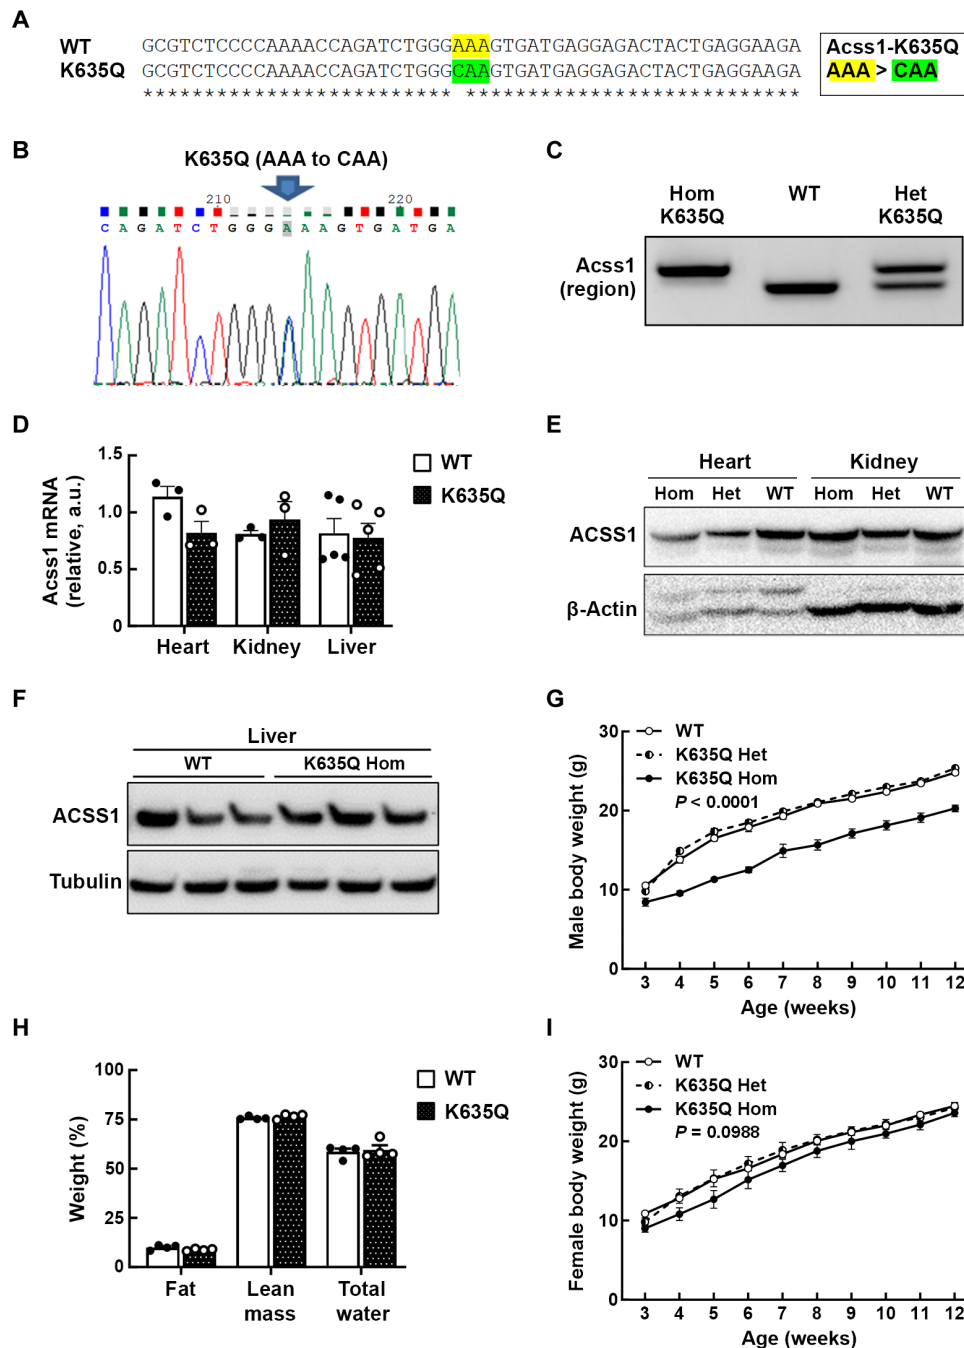 A
WT GCGTCTCCCCAAAACCAGATCTGGGAAAGTGATGAGGAGACTACTGAGGAAGA
K635Q GCGTCTCCCCAAAACCAGATCTGGGCAAGTGATGAGGAGACTACTGAGGAAGA
************************* ***************************
Acss1-K635Q
AAA > CAA
B
K635Q (AAA to CAA)
210 220
C A G A T C T G G G A A A G T G A T G A
C
Hom K635Q
WT
Het K635Q
Acss1 (region)
D
Acss1 mRNA
(relative, a.u.)
1.5
1.0
0.5
0
WT
K635Q
Heart Kidney Liver
E
Heart Kidney
Hom Het WT Hom Het WT
ACSS1
β-Actin
F
Liver
WT K635Q Hom
ACSS1
Tubulin
G
Male body weight (g)
30
20
10
0
WT
K635Q Het
K635Q Hom
P < 0.0001
3 4 5 6 7 8 9 10 11 12
Age (weeks)
H
Weight (%)
100
75
50
25
0
WT
K635Q
Fat Lean mass Total water
I
Female body weight (g)
30
20
10
0
WT
K635Q Het
K635Q Hom
P = 0.0988
3 4 5 6 7 8 9 10 11 12
Age (weeks)